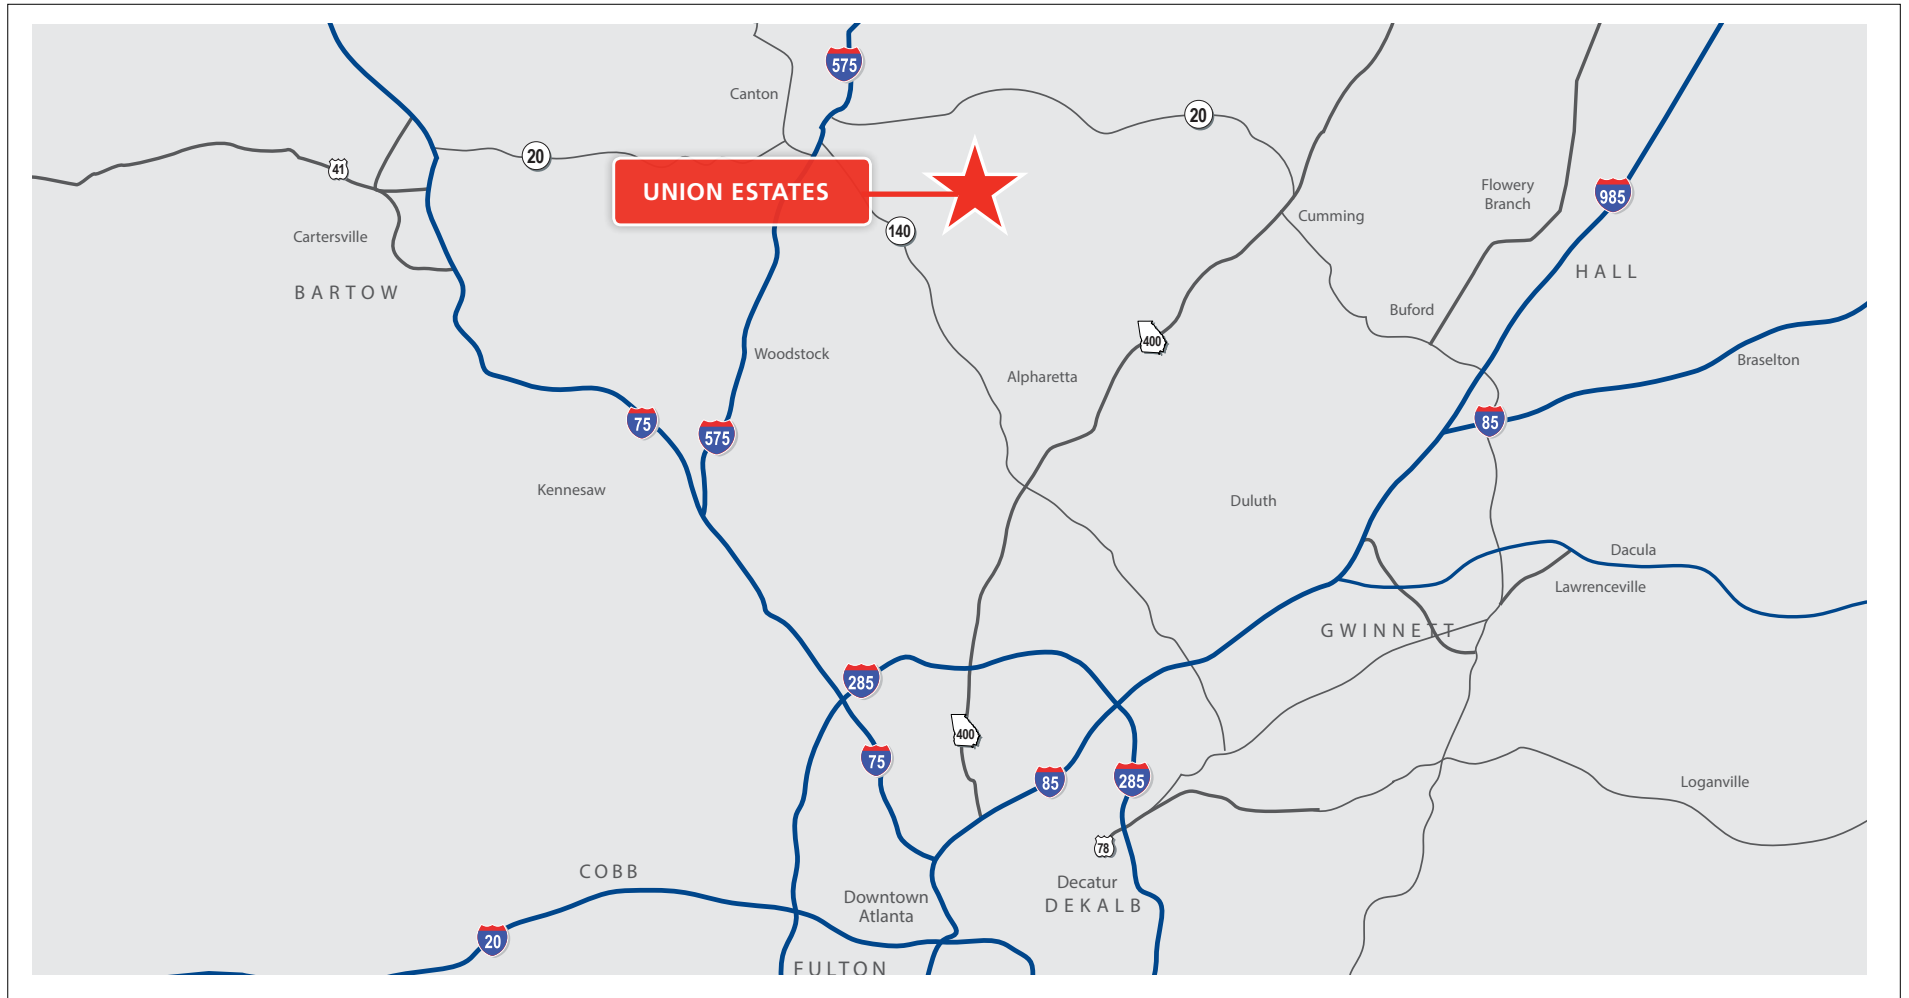 575
Canton
20
20
41
UNION ESTATES
Flowery
Branch
985
Cumming
140
Cartersville
HALL
BARTOW
Buford
400
Woodstock
Braselton
Alpharetta
75
85
575
Kennesaw
Duluth
Dacula
Lawrenceville
GWINNETT
285
400
75
85
285
Loganville
78
COBB
Decatur
Downtown
Atlanta
DEKALB
20
FULTON